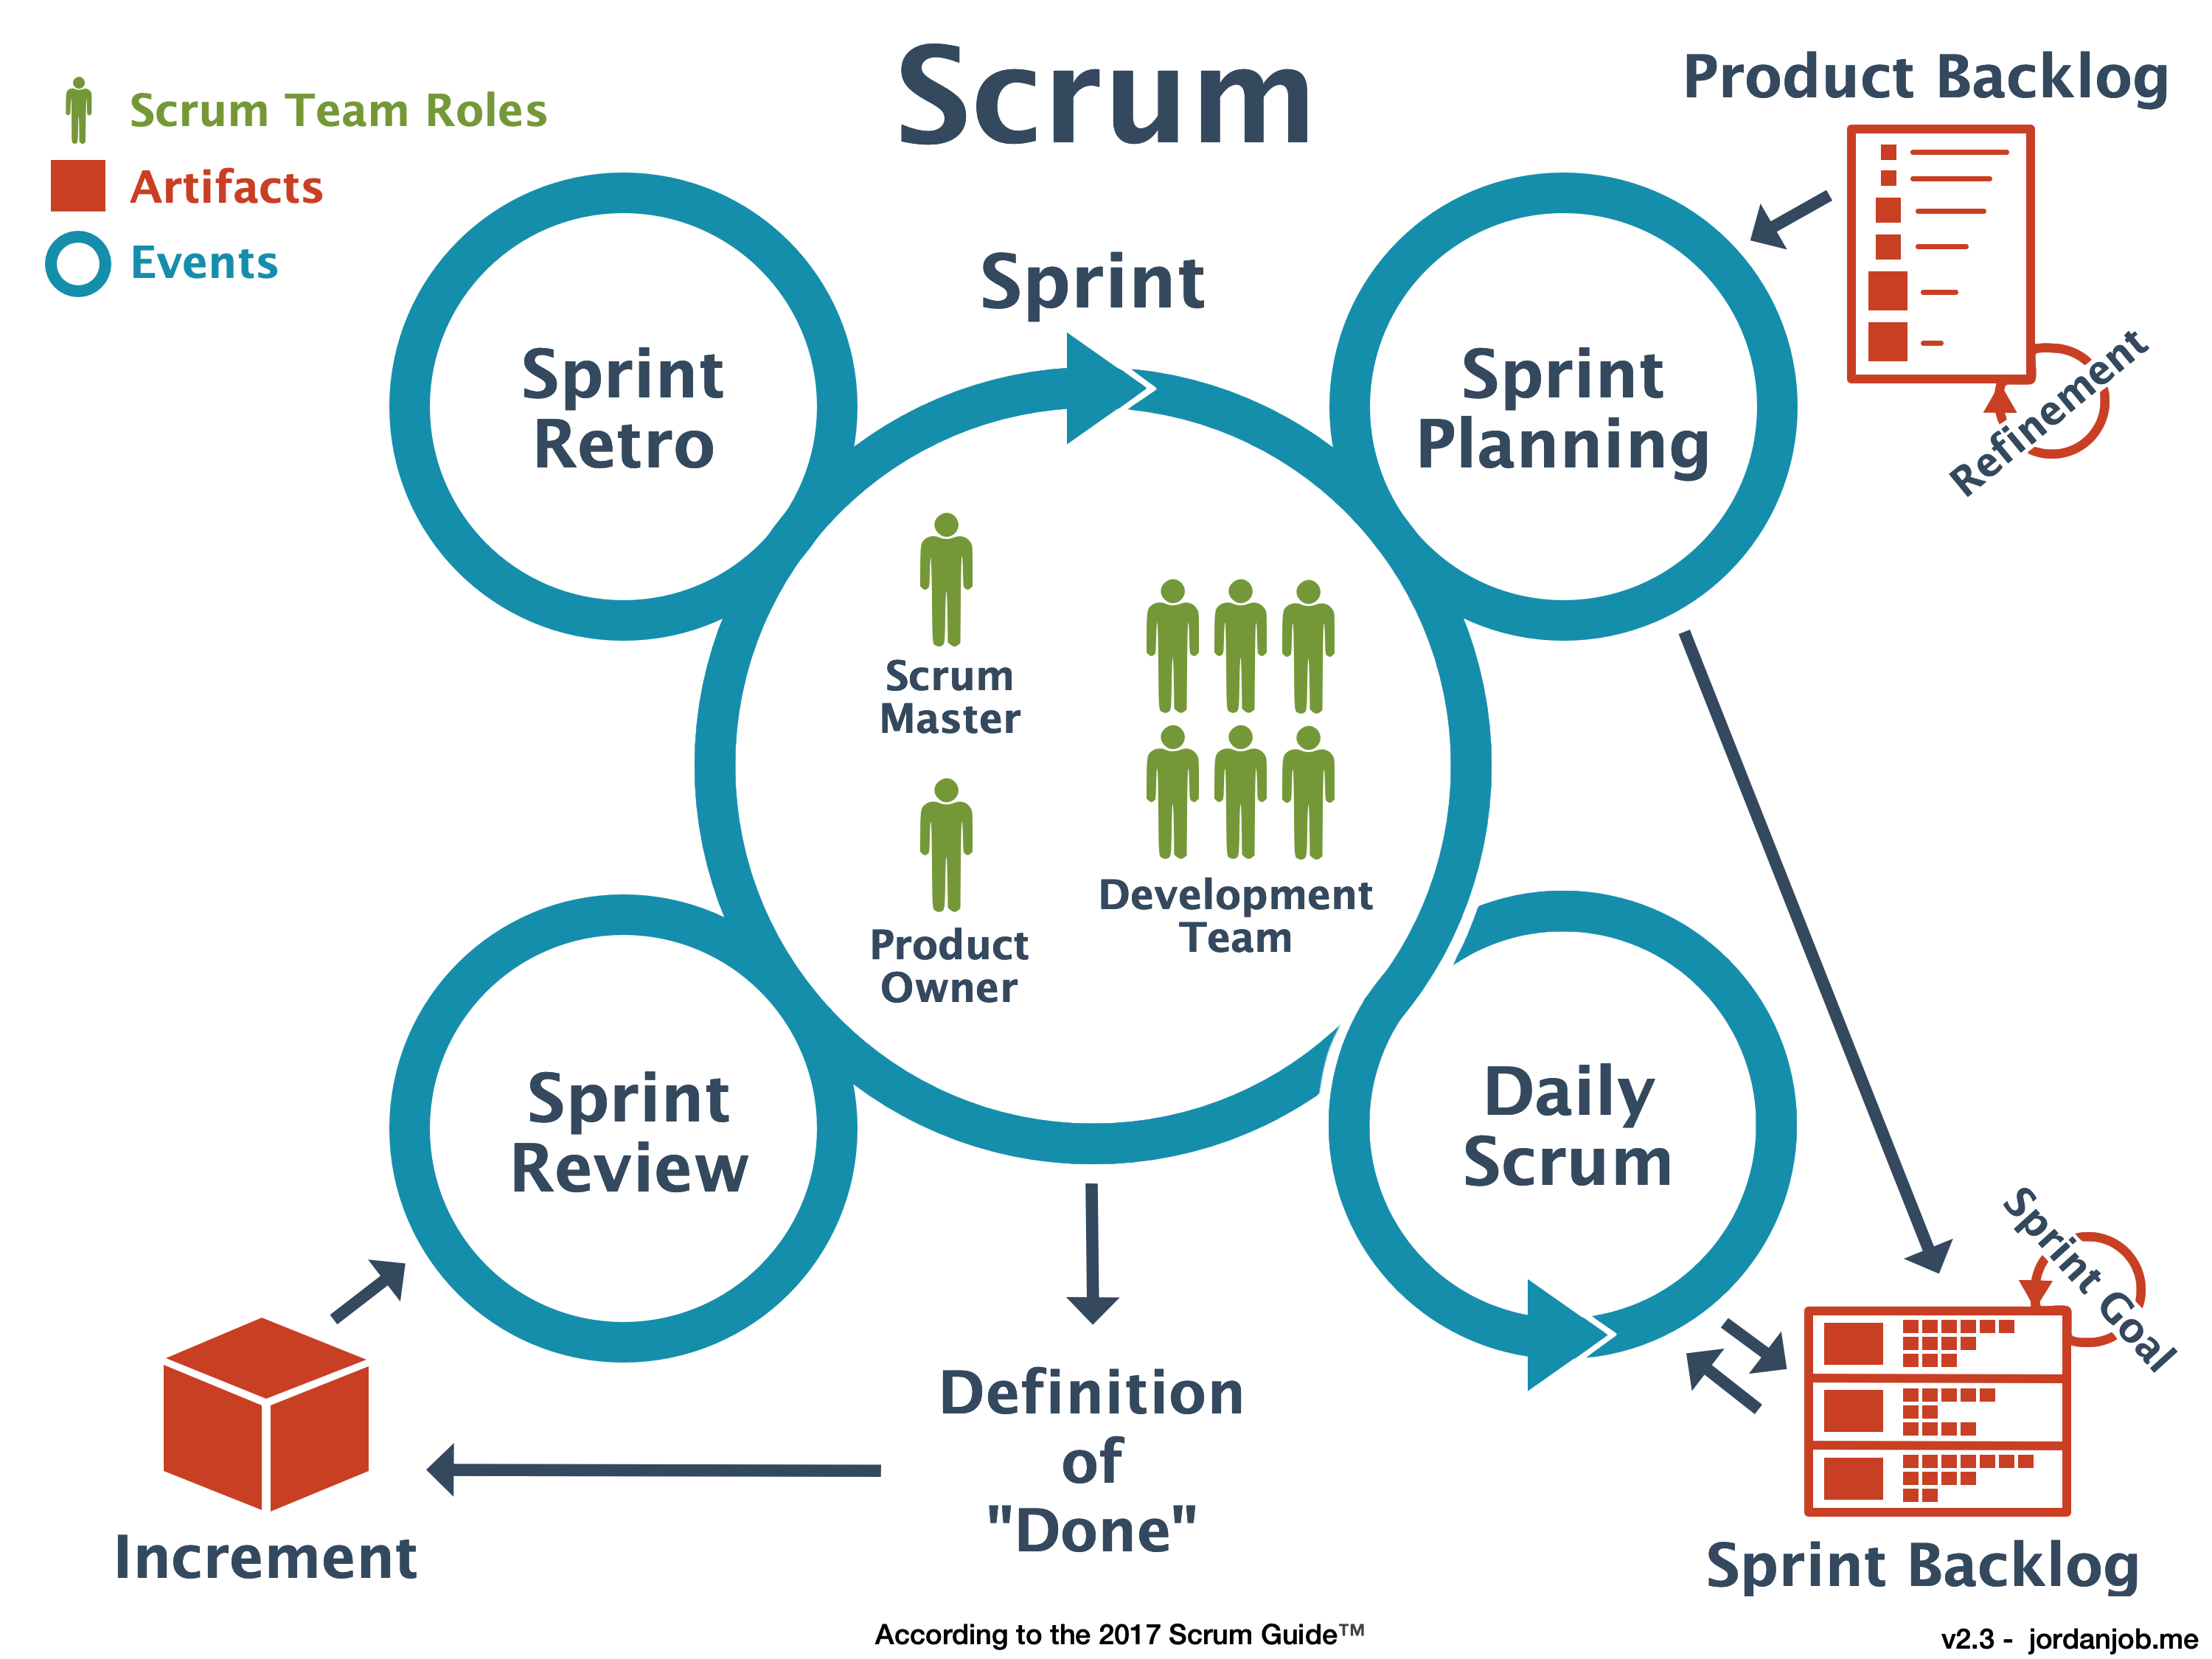 Scrum
Scrum Team Roles
Artifacts
Events
Product Backlog
Refinement
Sprint
Sprint
Retro
Sprint
Planning
Scrum
Master
Product
Owner
Development
Team
Sprint
Review
Daily
Scrum
Sprint Goal
Definition
of
"Done"
Increment
Sprint Backlog
According to the 2017 Scrum Guide™
v2.3 - jordanjob.me